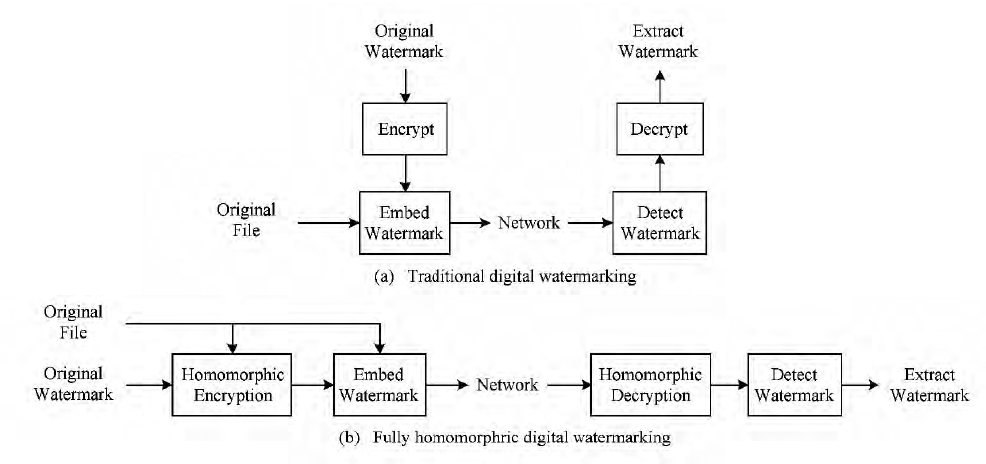 Original
Watermark
Extract
Watermark
Encrypt
Decrypt
Original
File
Embed
Watermark
Network
Detect
Watermark
(a) Traditional digital watermarking
Original
File
Original
Watermark
Homomorphic
Encryption
Embed
Watermark
Network
Homomorphic
Decryption
Detect
Watermark
Extract
Watermark
(b) Fully homomorphric digital watermarking